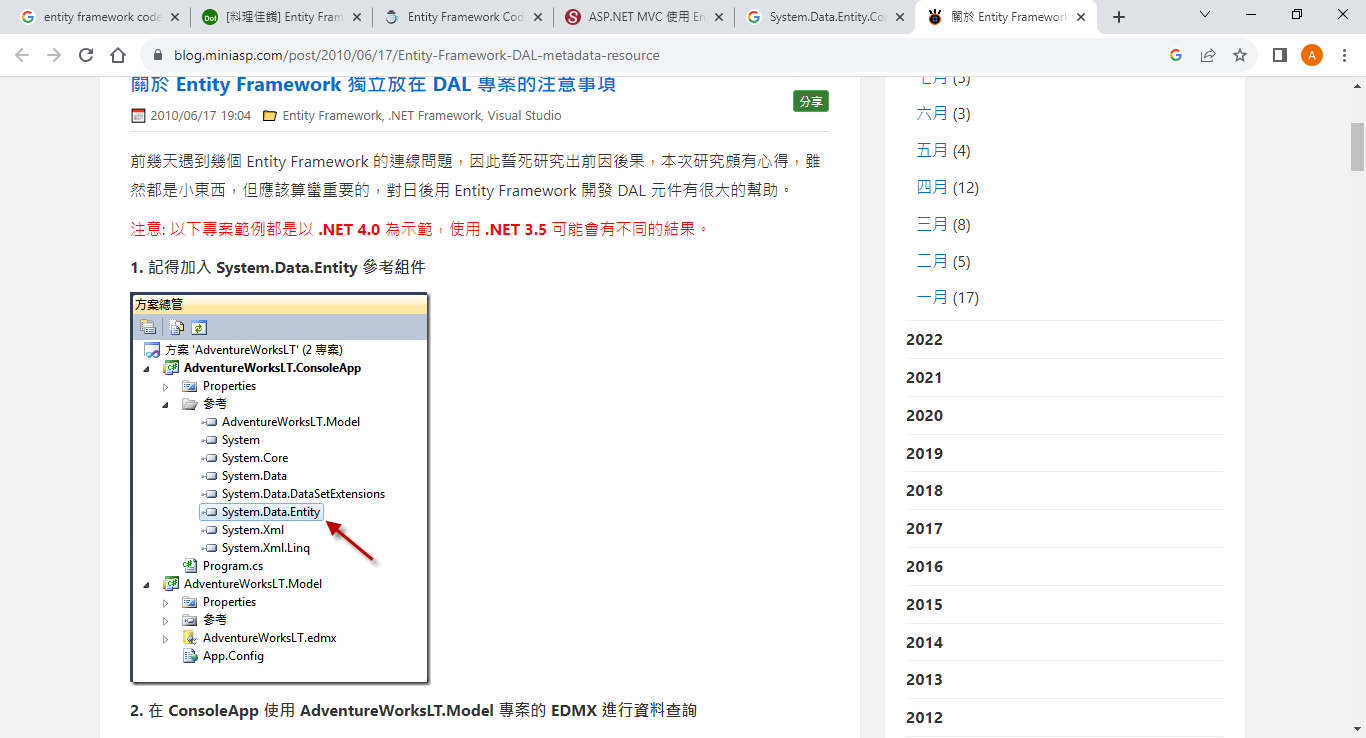 entity framework code
[料理佳餚] Entity Fram
Entity Framework Cod
ASP.NET MVC 使用 En
System.Data.Entity.Co
關於 Entity Framework
blog.miniasp.com/post/2010/06/17/Entity-Framework-DAL-metadata-resource
A
關於 Entity Framework 獨立放在 DAL 專案的注意事項
分享
2010/06/17 19:04 Entity Framework, .NET Framework, Visual Studio
前幾天遇到幾個 Entity Framework 的連線問題，因此誓死研究出前因後果，本次研究頗有心得，雖
然都是小東西，但應該算蠻重要的，對日後用 Entity Framework 開發 DAL 元件有很大的幫助。
注意: 以下專案範例都是以 .NET 4.0 為示範，使用 .NET 3.5 可能會有不同的結果。
1. 記得加入 System.Data.Entity 參考組件
方案總管
方案 'AdventureWorksLT' (2 專案)
AdventureWorksLT.ConsoleApp
Properties
參考
AdventureWorksLT.Model
System
System.Core
System.Data
System.Data.DataSetExtensions
System.Data.Entity
System.Xml
System.Xml.Linq
Program.cs
AdventureWorksLT.Model
Properties
參考
AdventureWorksLT.edmx
App.Config
2. 在 ConsoleApp 使用 AdventureWorksLT.Model 專案的 EDMX 進行資料查詢
七月 (5)
六月 (3)
五月 (4)
四月 (12)
三月 (8)
二月 (5)
一月 (17)
2022
2021
2020
2019
2018
2017
2016
2015
2014
2013
2012